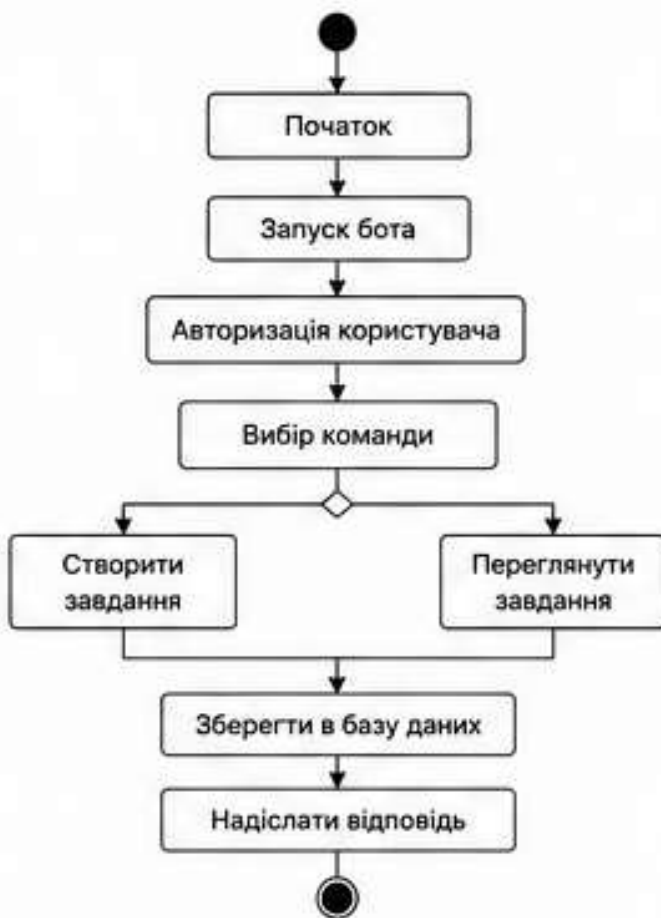 Початок
Запуск бота
Авторизація користувача
Вибір команди
Створити
завдання
Переглянути
завдання
Зберегти в базу даних
Надіслати відповідь